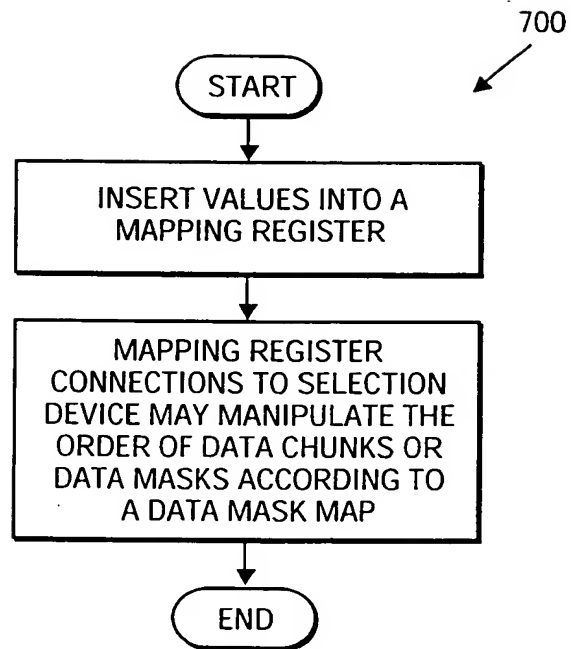 700
START
INSERT VALUES INTO A
MAPPING REGISTER
MAPPING REGISTER
CONNECTIONS TO SELECTION
DEVICE MAY MANIPULATE THE
ORDER OF DATA CHUNKS OR
DATA MASKS ACCORDING TO
A DATA MASK MAP
END